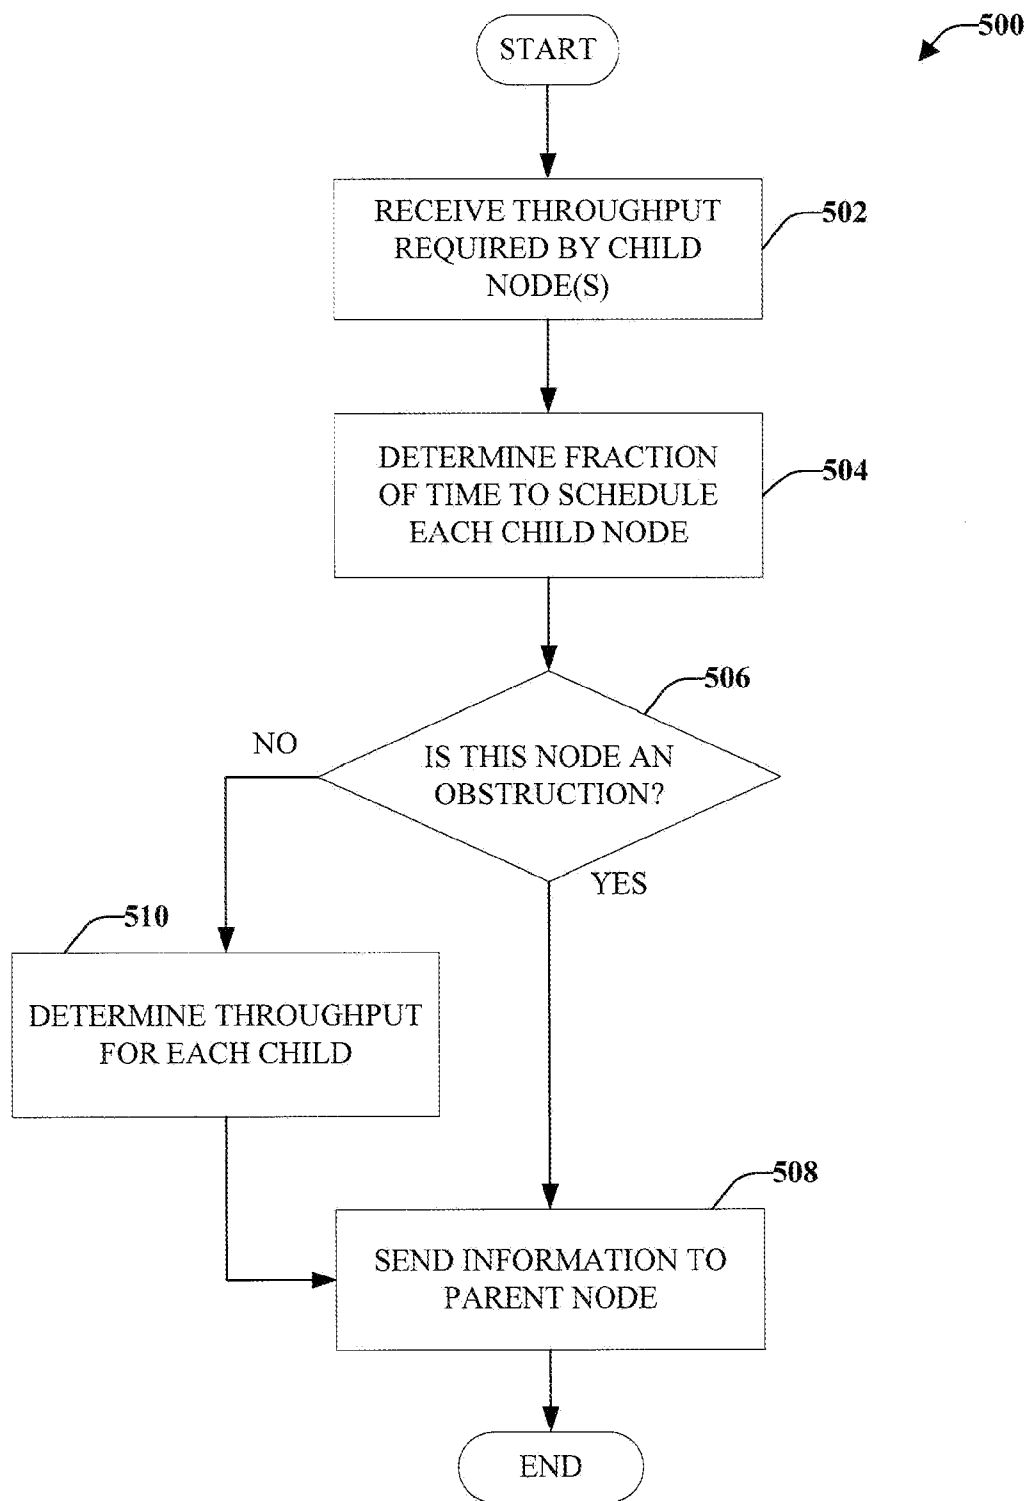 500
START
RECEIVE THROUGHPUT
REQUIRED BY CHILD
NODE(S)
502
DETERMINE FRACTION
OF TIME TO SCHEDULE
EACH CHILD NODE
504
506
IS THIS NODE AN
OBSTRUCTION?
NO
YES
510
DETERMINE THROUGHPUT
FOR EACH CHILD
508
SEND INFORMATION TO
PARENT NODE
END